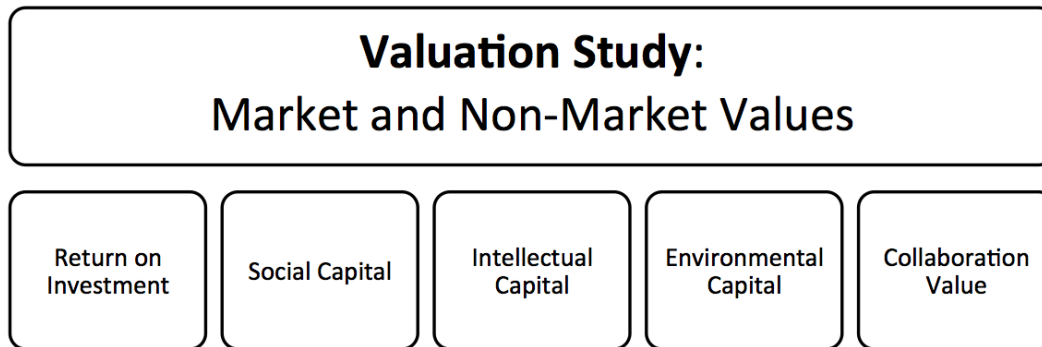 Valuation Study:
Market and Non-Market Values
Return on
Investment
Social Capital
Intellectual
Capital
Environmental
Capital
Collaboration
Value